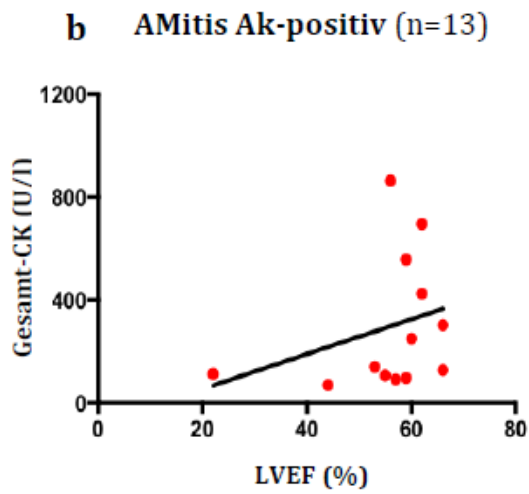 b AMitis Ak-positiv (n=13)
1200
800
400
0
Gesamt-CK (U/l)
0 20 40 60 80
LVEF (%)